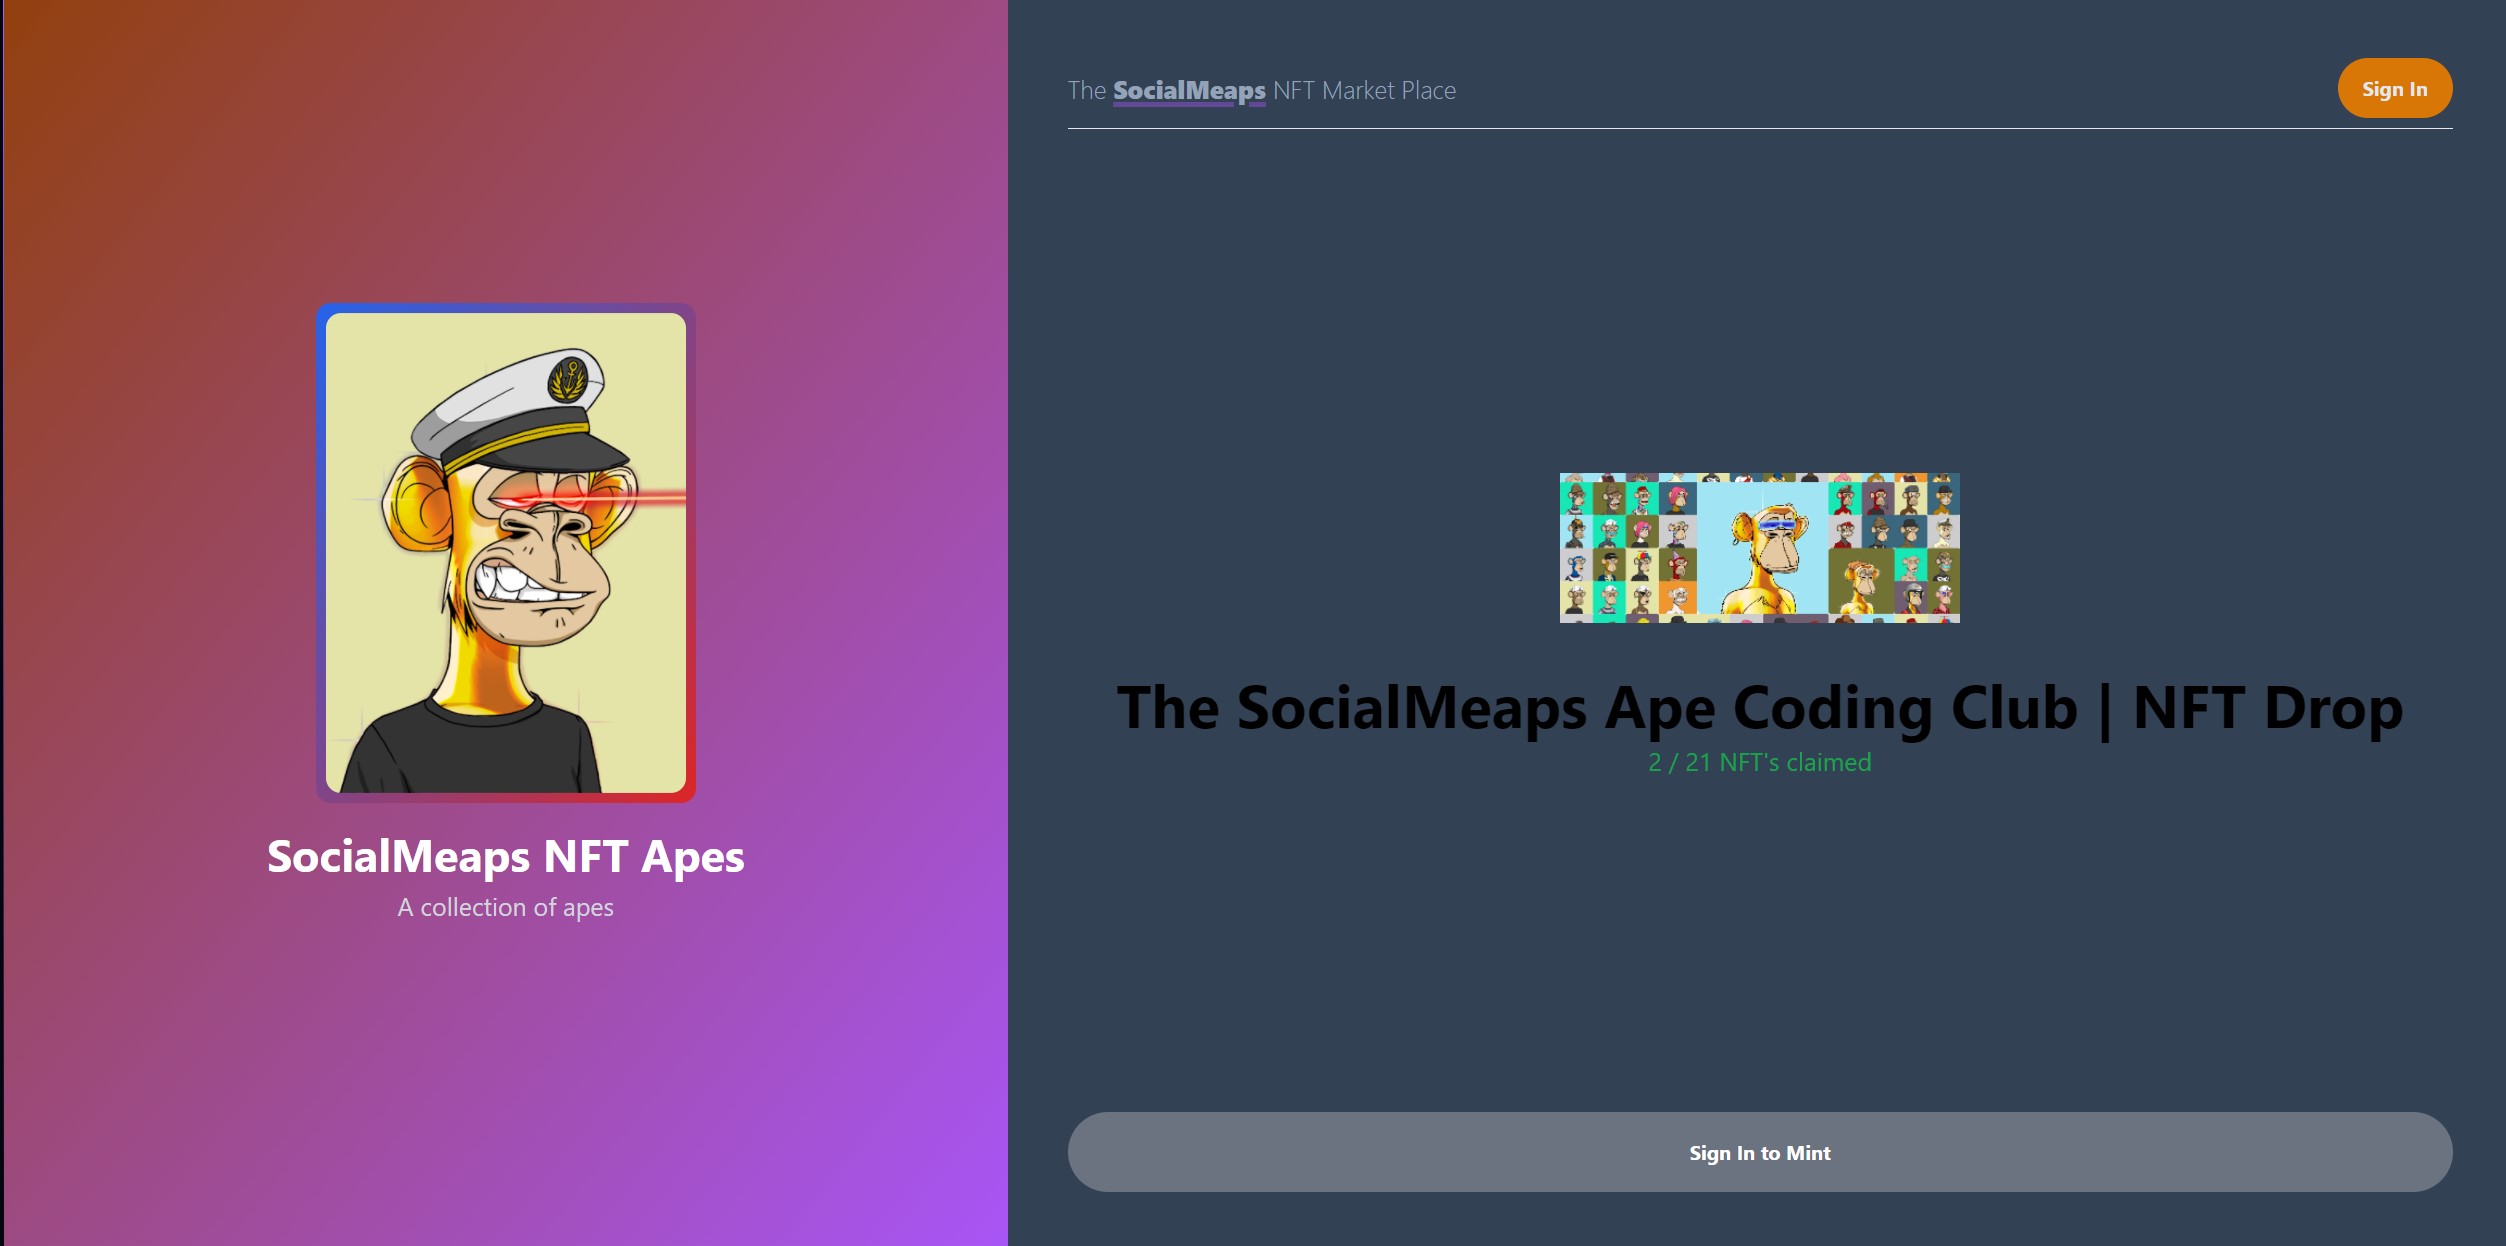 SocialMeaps NFT Apes
A collection of apes
The SocialMeaps NFT Market Place
Sign In
The SocialMeaps Ape Coding Club | NFT Drop
2 / 21 NFT's claimed
Sign In to Mint